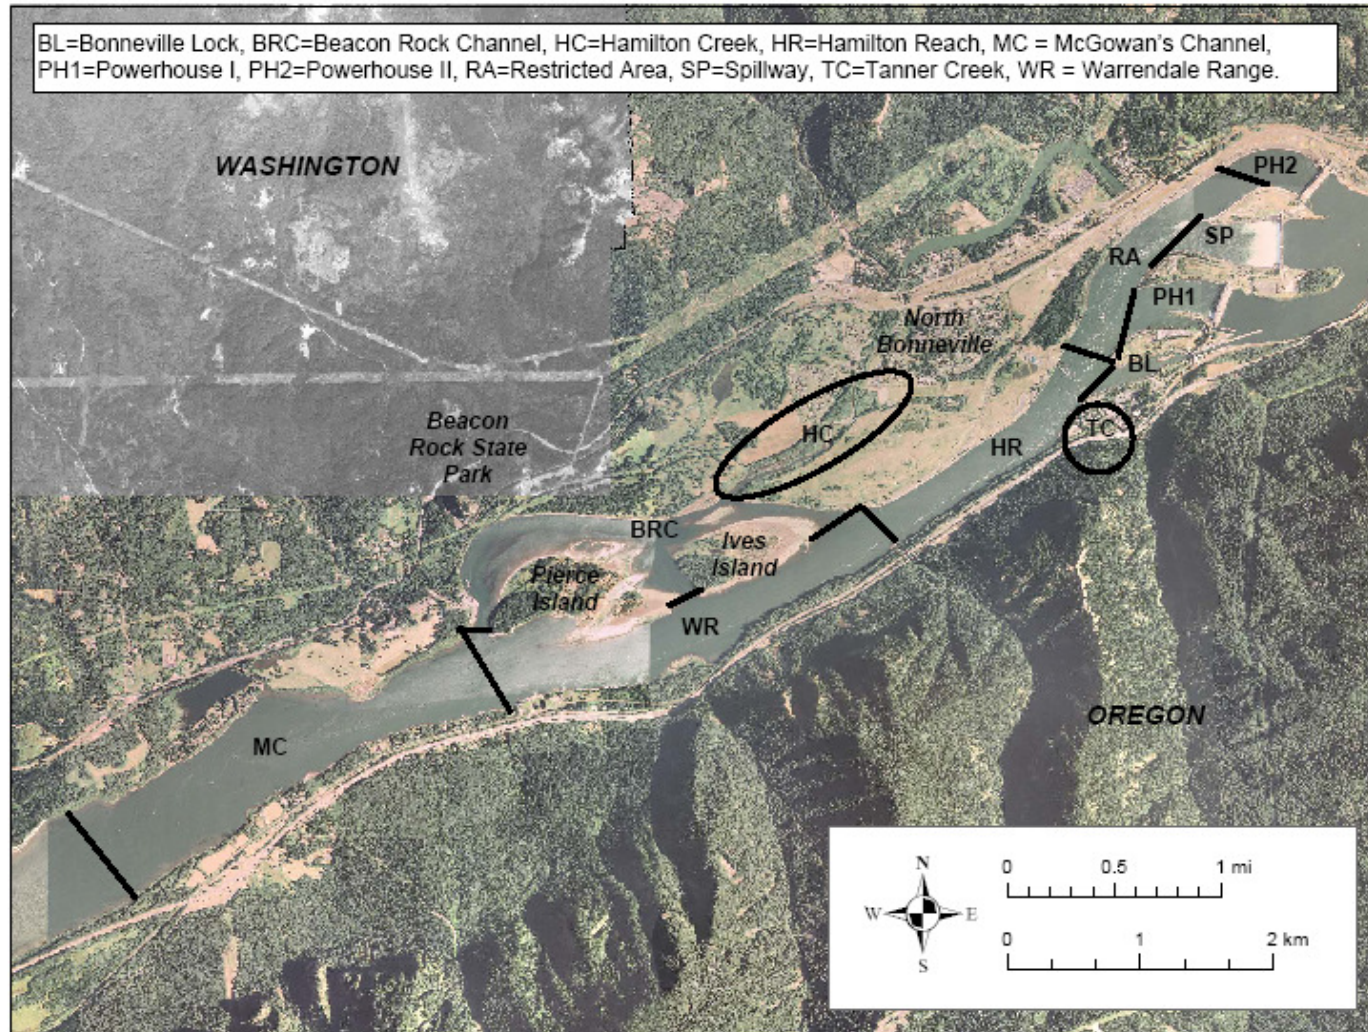 BL=Bonneville Lock, BRC=Beacon Rock Channel, HC=Hamilton Creek, HR=Hamilton Reach, MC = McGowan's Channel,
PH1=Powerhouse I, PH2=Powerhouse II, RA=Restricted Area, SP=Spillway, TC=Tanner Creek, WR = Warrendale Range.
WASHINGTON
PH2
SP
RA
PH1
North
Bonneville
BL
Beacon
Rock State
Park
HC
HR
TC
BRC
Ives
Island
Pierce
Island
WR
OREGON
MC
N
W E
S
0 0.5 1 mi
0 1 2 km